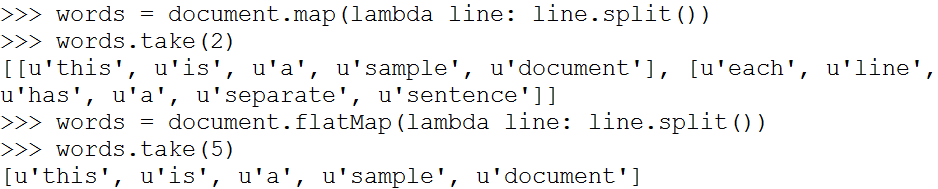 >>> words = document.map(lambda line: line.split())
>>> words.take(2)
[[u'this', u'is', u'a', u'sample', u'document'], [u'each', u'line',
u'has', u'a', u'separate', u'sentence']]
>>> words = document.flatMap(lambda line: line.split())
>>> words.take(5)
[u'this', u'is', u'a', u'sample', u'document']